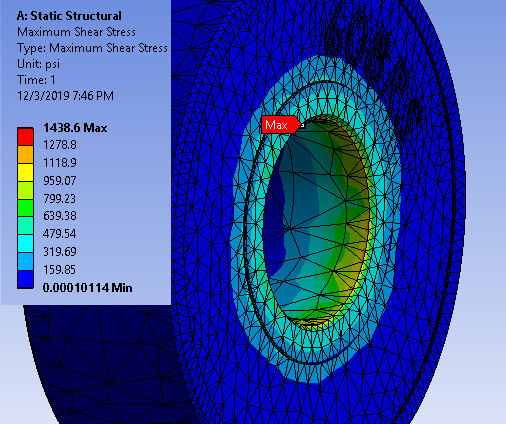 A: Static Structural
Maximum Shear Stress
Type: Maximum Shear Stress
Unit: psi
Time: 1
12/3/2019 7:46 PM
1438.6 Max
1278.8
1118.9
959.07
799.23
639.38
479.54
319.69
159.85
0.00010114 Min
Max